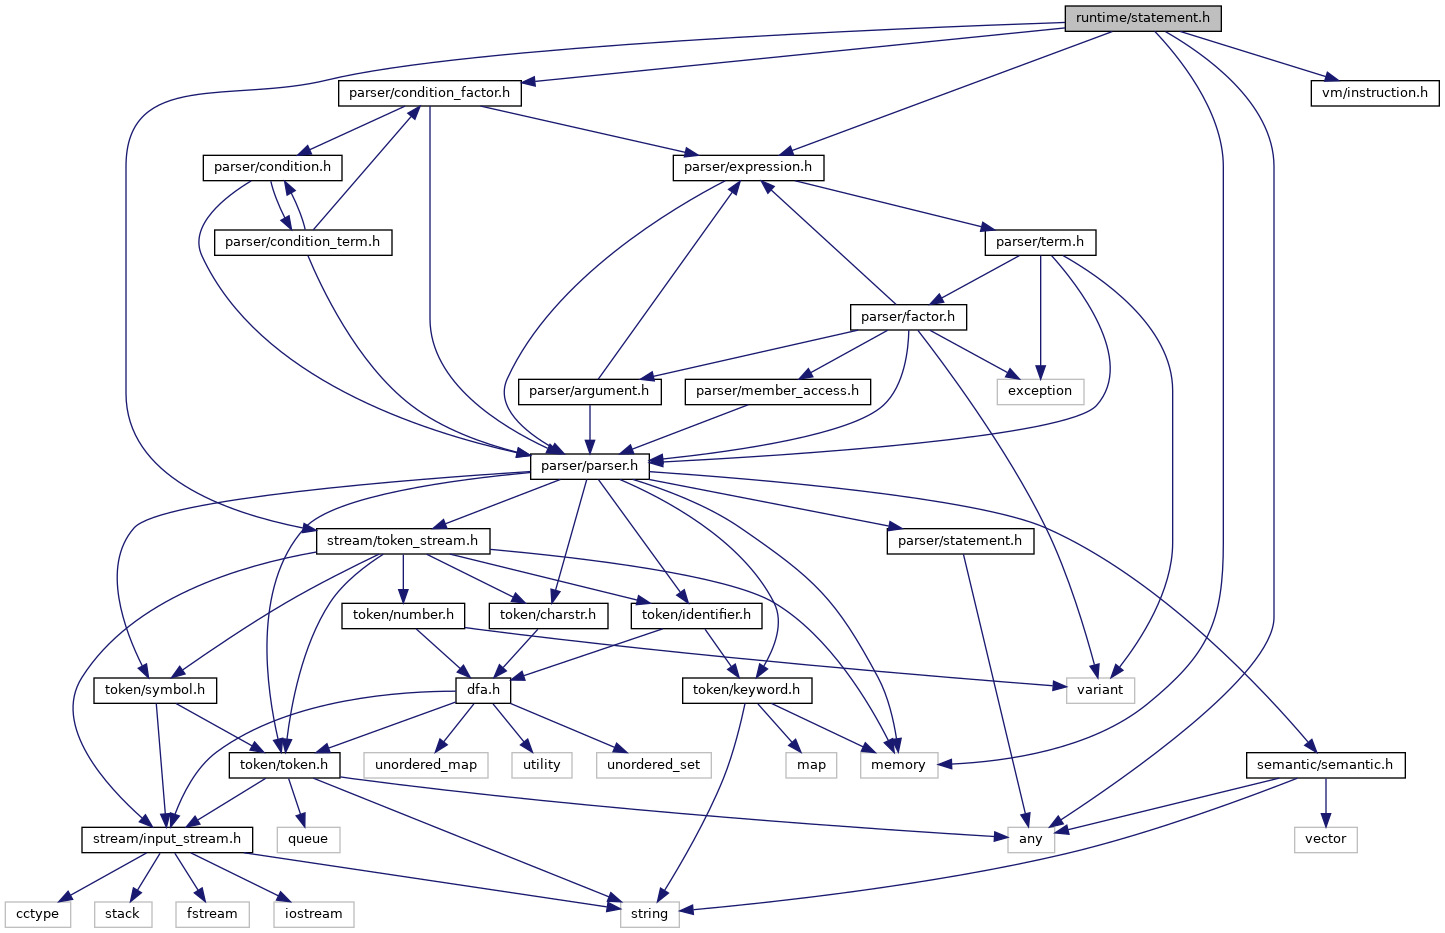 runtime/statement.h
parser/condition_factor.h
vm/instruction.h
parser/condition.h
parser/expression.h
parser/condition_term.h
parser/term.h
parser/factor.h
parser/argument.h
parser/member_access.h
exception
parser/parser.h
stream/token_stream.h
parser/statement.h
token/number.h
token/charstr.h
token/identifier.h
token/symbol.h
dfa.h
token/keyword.h
variant
token/token.h
unordered_map
utility
unordered_set
map
memory
semantic/semantic.h
stream/input_stream.h
queue
any
vector
cctype
stack
fstream
iostream
string